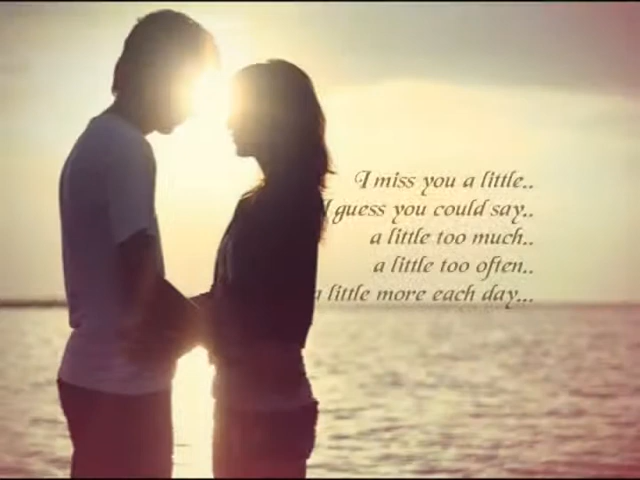 I miss you a little..
I guess you could say..
a little too much..
a little too often..
a little more each day...